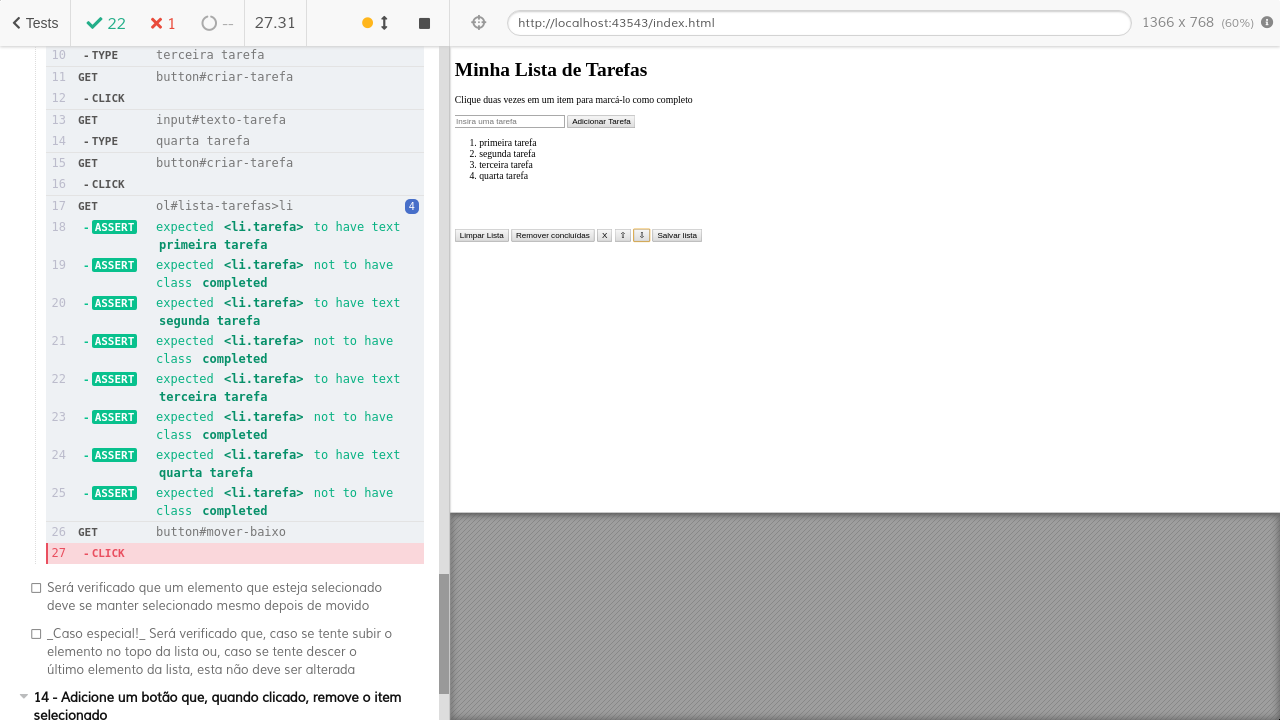 Tests 22 1 -- 27.31
10 - TYPE terceira tarefa
11 GET button#criar-tarefa
12 - CLICK
13 GET input#texto-tarefa
14 - TYPE quarta tarefa
15 GET button#criar-tarefa
16 - CLICK
17 GET ol#lista-tarefas>li 4
18 - ASSERT expected <li.tarefa> to have text
primeira tarefa
19 - ASSERT expected <li.tarefa> not to have
class completed
20 - ASSERT expected <li.tarefa> to have text
segunda tarefa
21 - ASSERT expected <li.tarefa> not to have
class completed
22 - ASSERT expected <li.tarefa> to have text
terceira tarefa
23 - ASSERT expected <li.tarefa> not to have
class completed
24 - ASSERT expected <li.tarefa> to have text
quarta tarefa
25 - ASSERT expected <li.tarefa> not to have
class completed
26 GET button#mover-baixo
27 - CLICK
Será verificado que um elemento que esteja selecionado
deve se manter selecionado mesmo depois de movido
_Caso especial!_ Será verificado que, caso se tente subir o
elemento no topo da lista ou, caso se tente descer o
último elemento da lista, esta não deve ser alterada
14 - Adicione um botão que, quando clicado, remove o item
selecionado
http://localhost:43543/index.html 1366 x 768 (60%)
Minha Lista de Tarefas
Clique duas vezes em um item para marcá-lo como completo
Insira uma tarefa Adicionar Tarefa
1. primeira tarefa
2. segunda tarefa
3. terceira tarefa
4. quarta tarefa
Limpar Lista Remover concluídas X ⇧ ⇩ Salvar lista